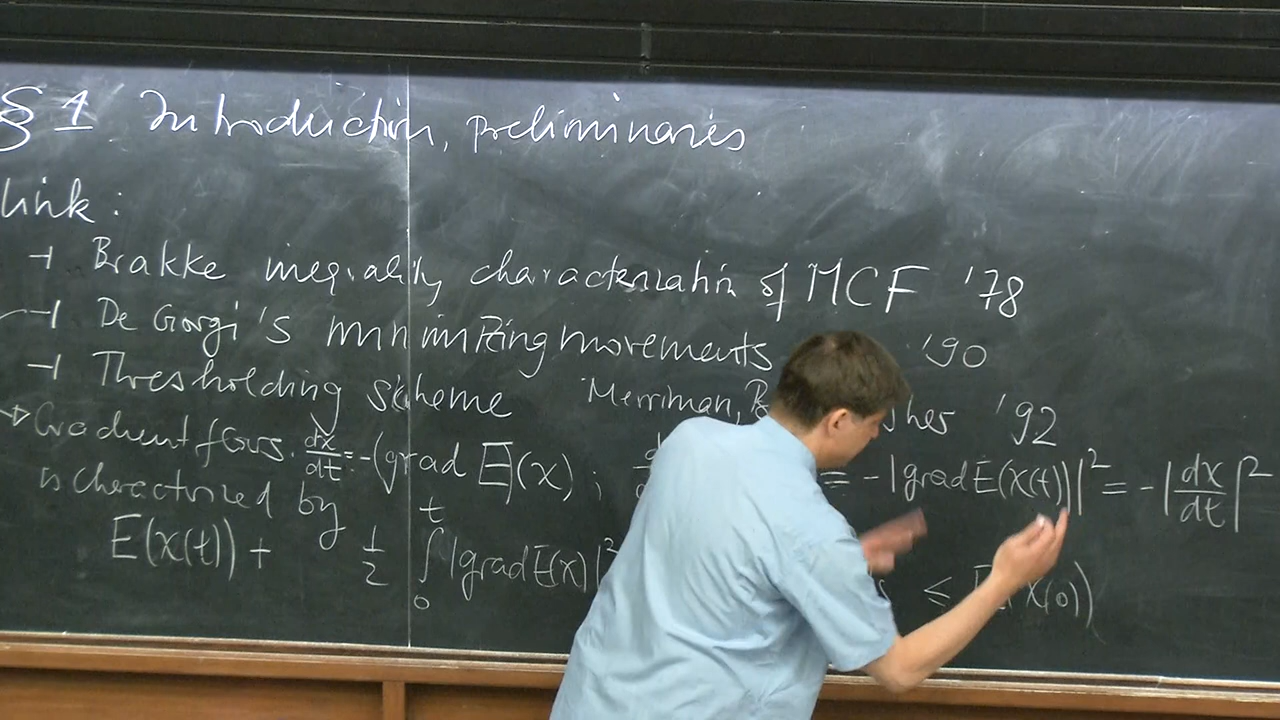 § 1 Introduction, preliminaries
link:
Brakke inequality characterization of MCF '78
De Giorgi's minimizing movements '90
Thresholding scheme Merriman, '92
Gradient flows. dx/dt = -(grad E)(x); = -|grad E(x(t))|² = -|dx/dt|²
is characterized by
E(x(t)) + 1/2 ∫₀ᵗ |grad E(x)|² ≤ E(x(0))